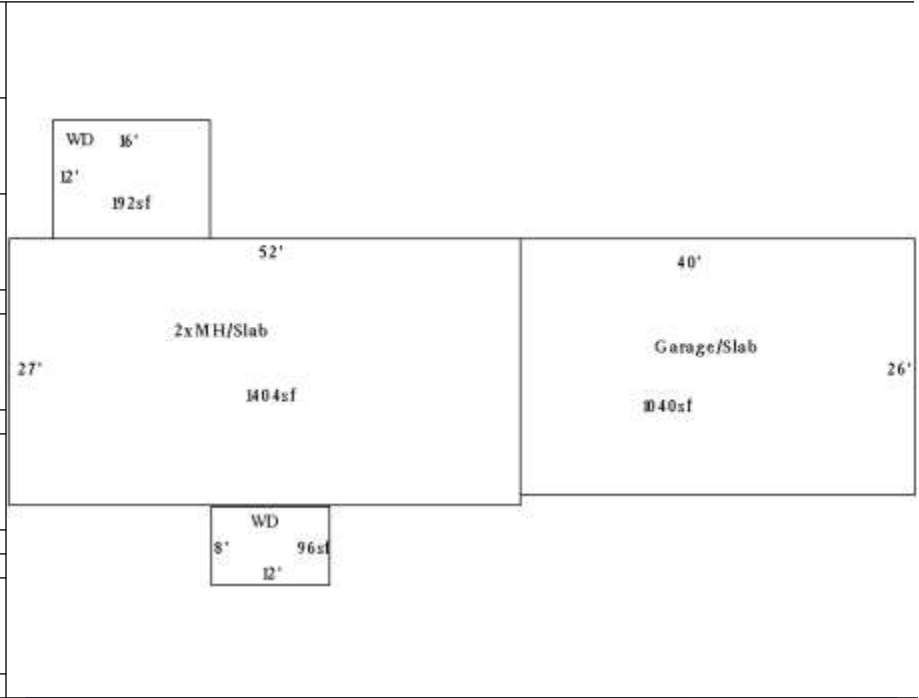 WD 16'
12'
192sf
52'
2xMH/Slab
27'
1404sf
40'
Garage/Slab
26'
1040sf
WD
8' 96sf
12'